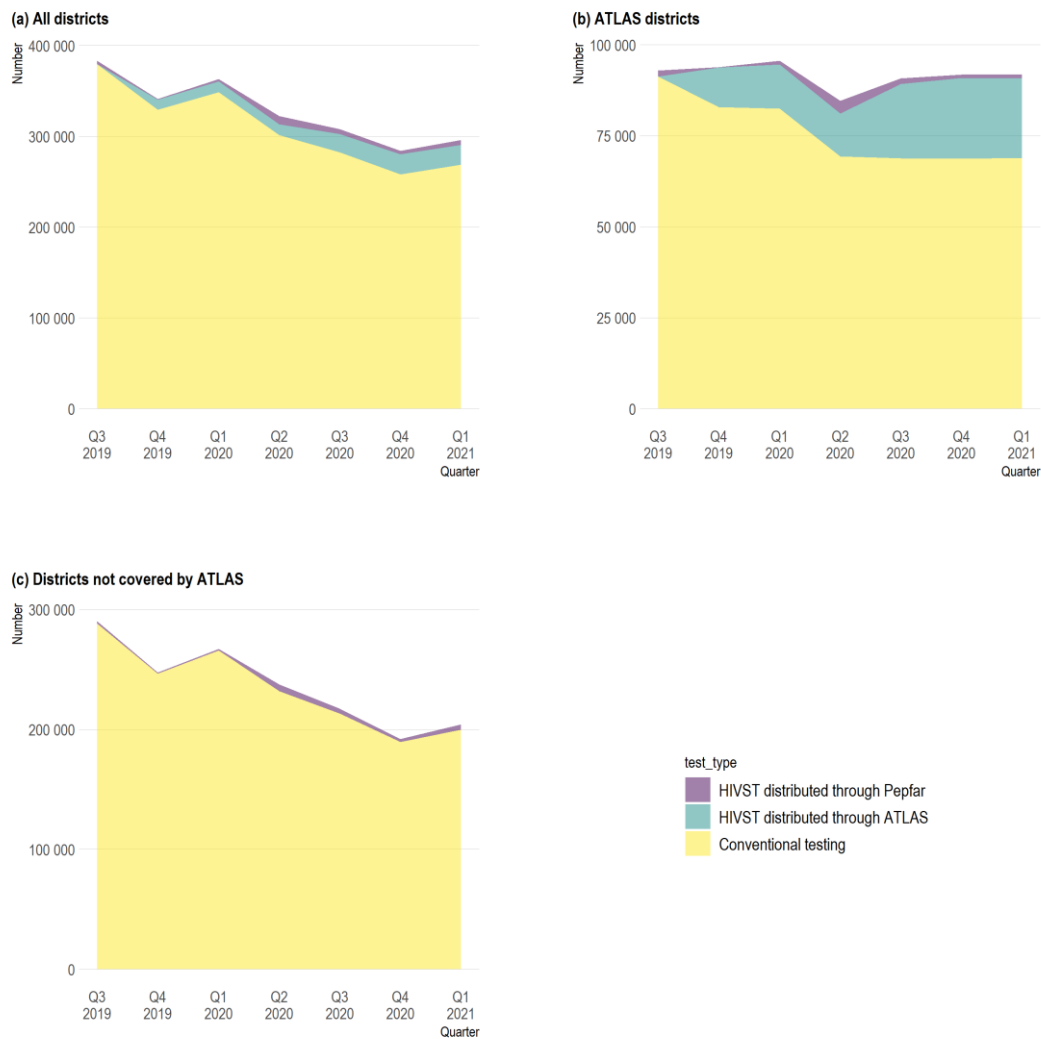 (a) All districts
Number
400 000
300 000
200 000
100 000
0
Q3 Q4 Q1 Q2 Q3 Q4 Q1
2019 2019 2020 2020 2020 2020 2021
Quarter
(b) ATLAS districts
Number
100 000
75 000
50 000
25 000
0
Q3 Q4 Q1 Q2 Q3 Q4 Q1
2019 2019 2020 2020 2020 2020 2021
Quarter
(c) Districts not covered by ATLAS
Number
300 000
200 000
100 000
0
Q3 Q4 Q1 Q2 Q3 Q4 Q1
2019 2019 2020 2020 2020 2020 2021
Quarter
test_type
HIVST distributed through Pepfar
HIVST distributed through ATLAS
Conventional testing